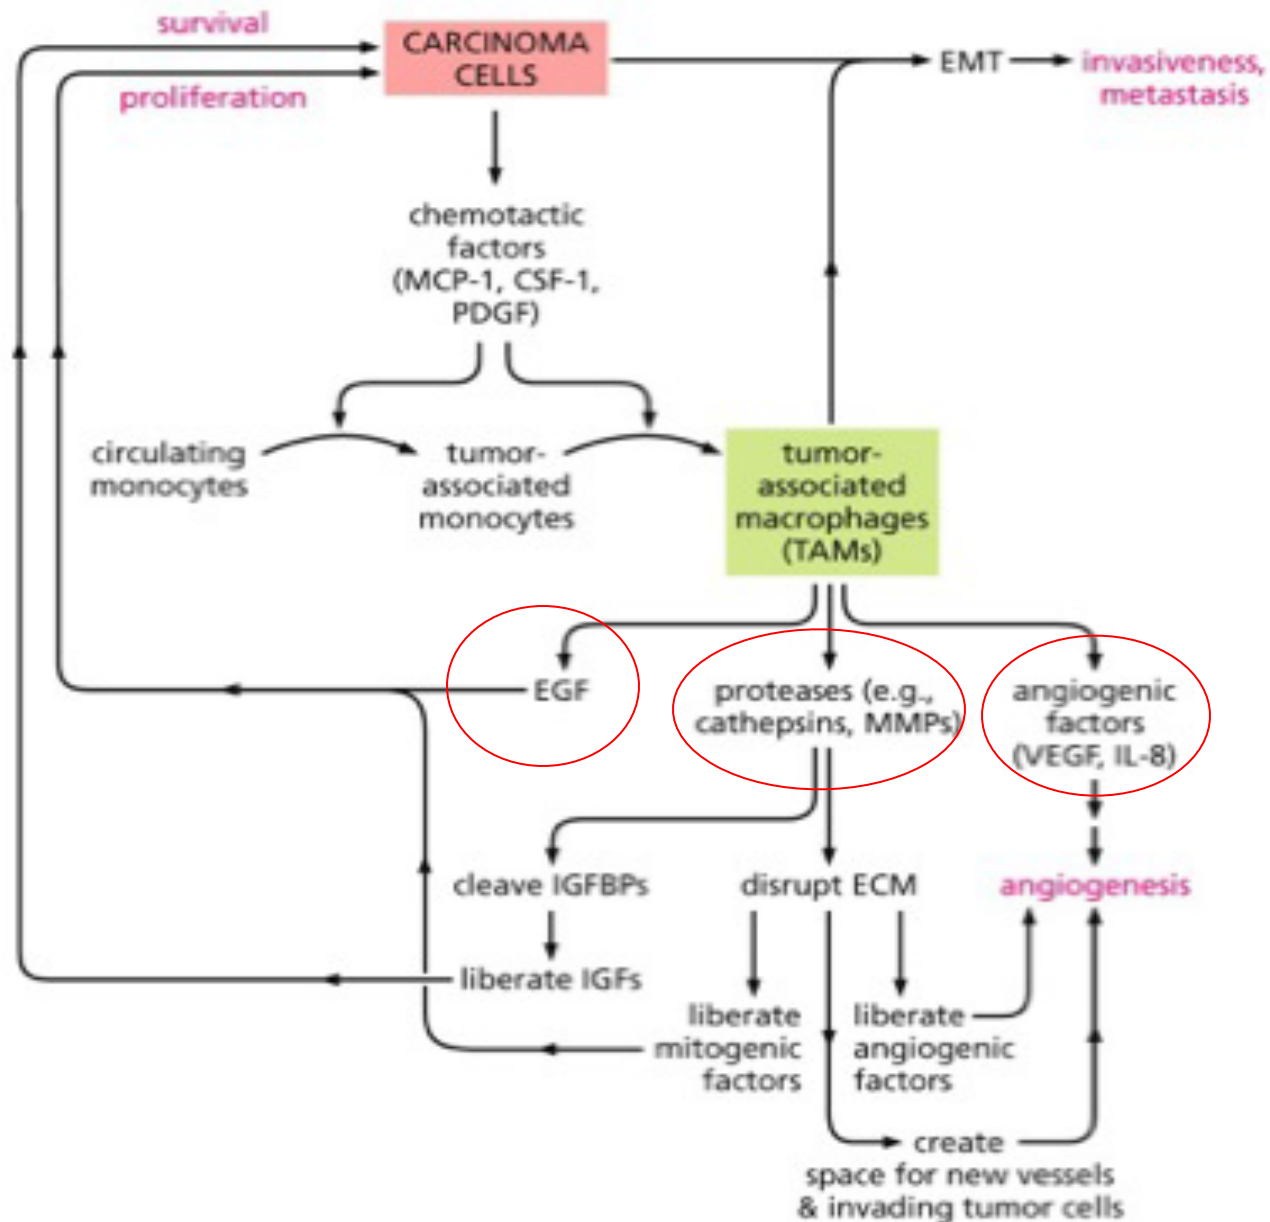 survival
CARCINOMA
CELLS
proliferation
EMT
invasiveness,
metastasis
chemotactic
factors
(MCP-1, CSF-1,
PDGF)
circulating
monocytes
tumor-
associated
monocytes
tumor-
associated
macrophages
(TAMs)
EGF
proteases (e.g.,
cathepsins, MMPs)
angiogenic
factors
(VEGF, IL-8)
cleave IGFBPs
disrupt ECM
angiogenesis
liberate IGFs
liberate
mitogenic
factors
liberate
angiogenic
factors
create
space for new vessels
& invading tumor cells